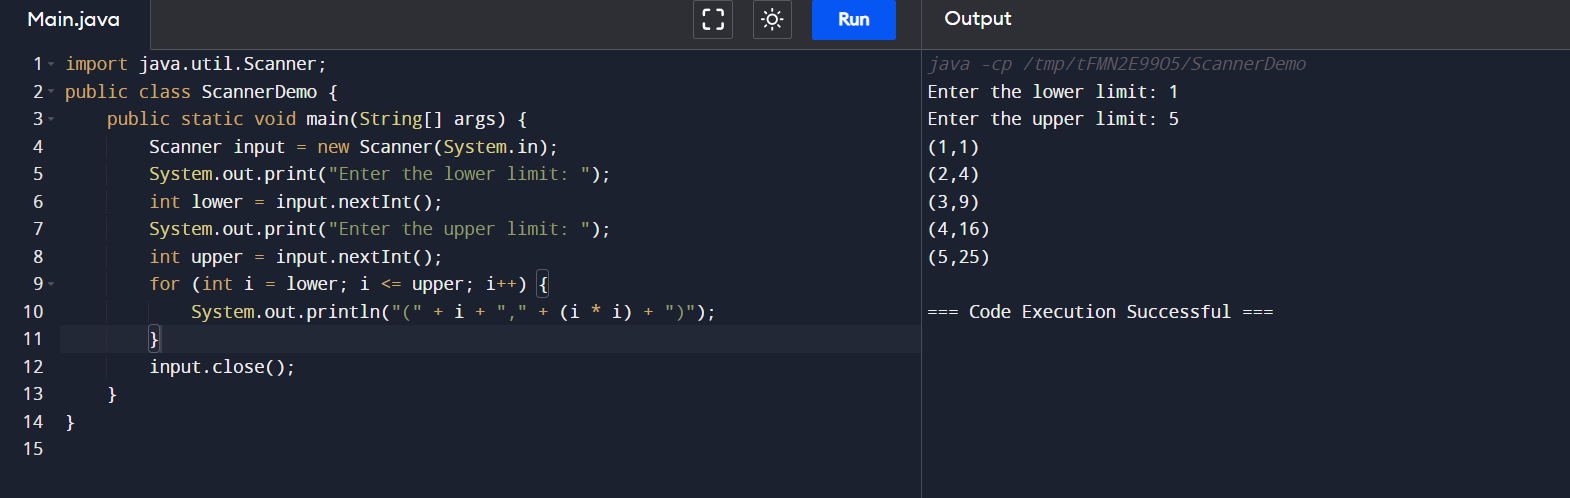 Main.java
Run
Output
1 import java.util.Scanner;
2 public class ScannerDemo {
3     public static void main(String[] args) {
4         Scanner input = new Scanner(System.in);
5         System.out.print("Enter the lower limit: ");
6         int lower = input.nextInt();
7         System.out.print("Enter the upper limit: ");
8         int upper = input.nextInt();
9         for (int i = lower; i <= upper; i++) {
10             System.out.println("(" + i + "," + (i * i) + ")");
11         }
12         input.close();
13     }
14 }
15
java -cp /tmp/tFMN2E99O5/ScannerDemo
Enter the lower limit: 1
Enter the upper limit: 5
(1,1)
(2,4)
(3,9)
(4,16)
(5,25)
=== Code Execution Successful ===